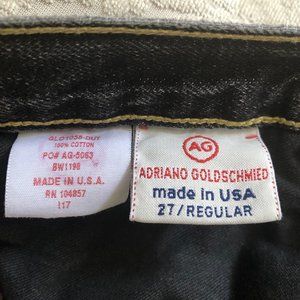 GLD1058-DUT
100% COTTON
PO# AG-5063
BW1198
MADE IN U.S.A.
RN 104857
117
AG
ADRIANO GOLDSCHMIED
made in USA
27/REGULAR